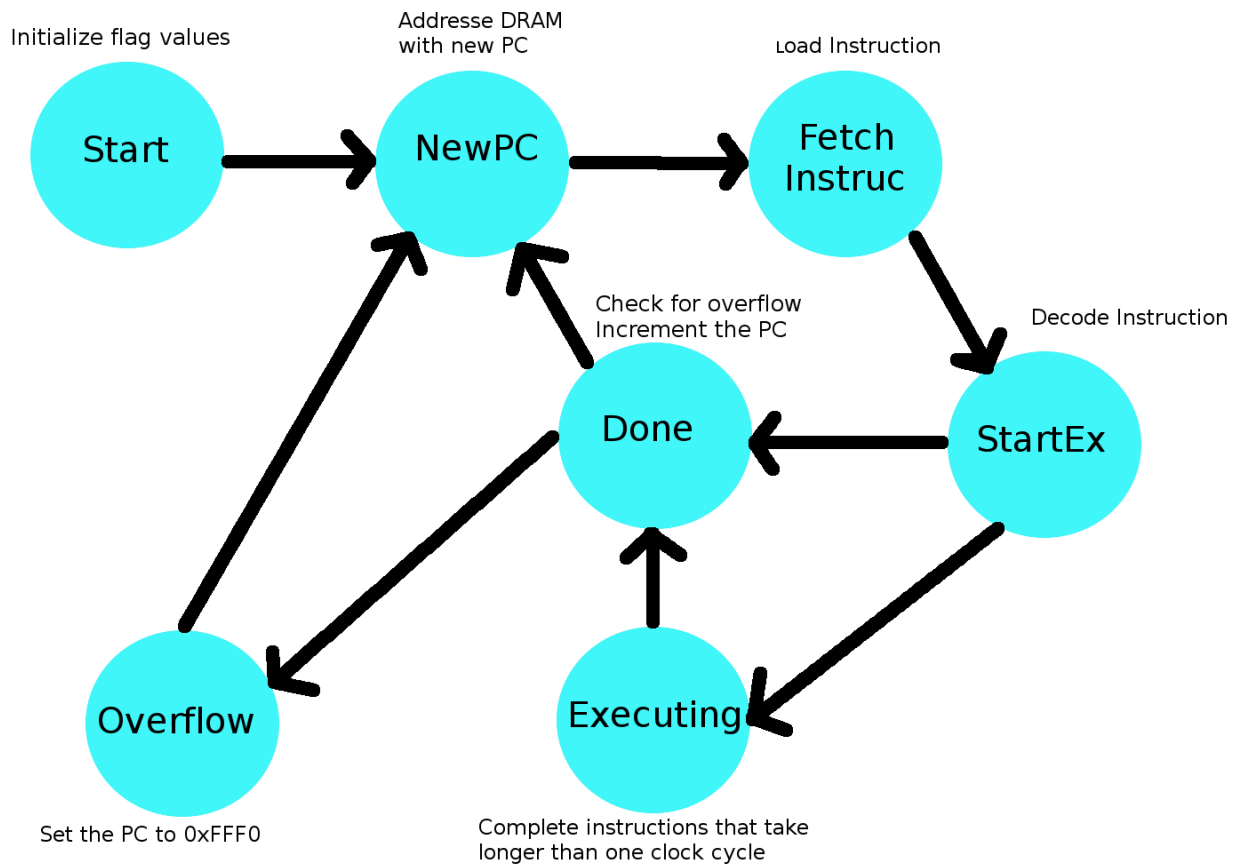 Initialize flag values
Addresse DRAM
with new PC
Load Instruction
Start
NewPC
Fetch
Instruc
Check for overflow
Increment the PC
Decode Instruction
Done
StartEx
Overflow
Executing
Set the PC to 0xFFF0
Complete instructions that take
longer than one clock cycle